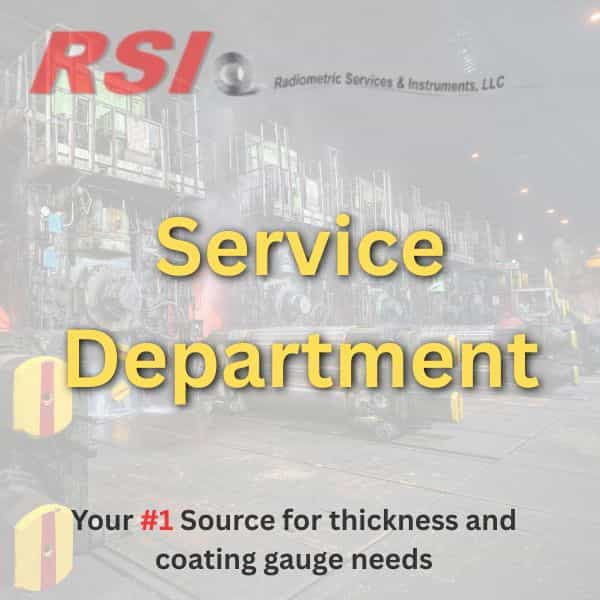 RSI
Radiometric Services & Instruments, LLC
Service
Department
Your #1 Source for thickness and
coating gauge needs